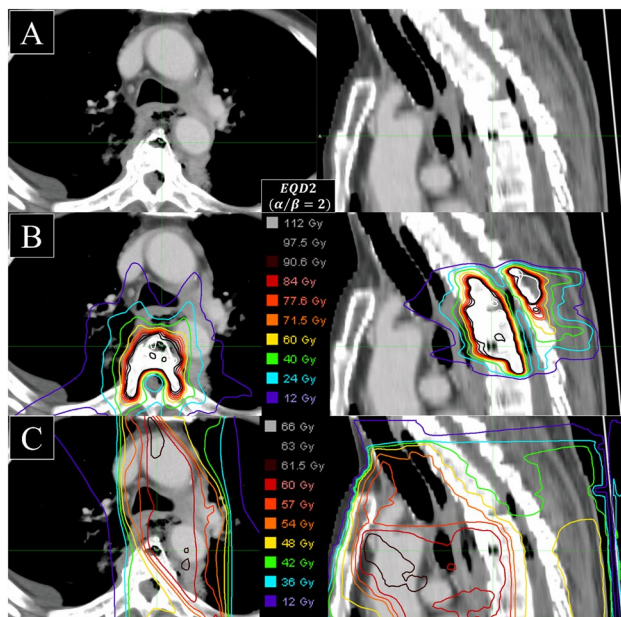 A
EQD2
(α/β = 2)
B
112 Gy
97.5 Gy
90.6 Gy
84 Gy
77.6 Gy
71.5 Gy
60 Gy
40 Gy
24 Gy
12 Gy
C
66 Gy
63 Gy
61.5 Gy
60 Gy
57 Gy
54 Gy
48 Gy
42 Gy
36 Gy
12 Gy